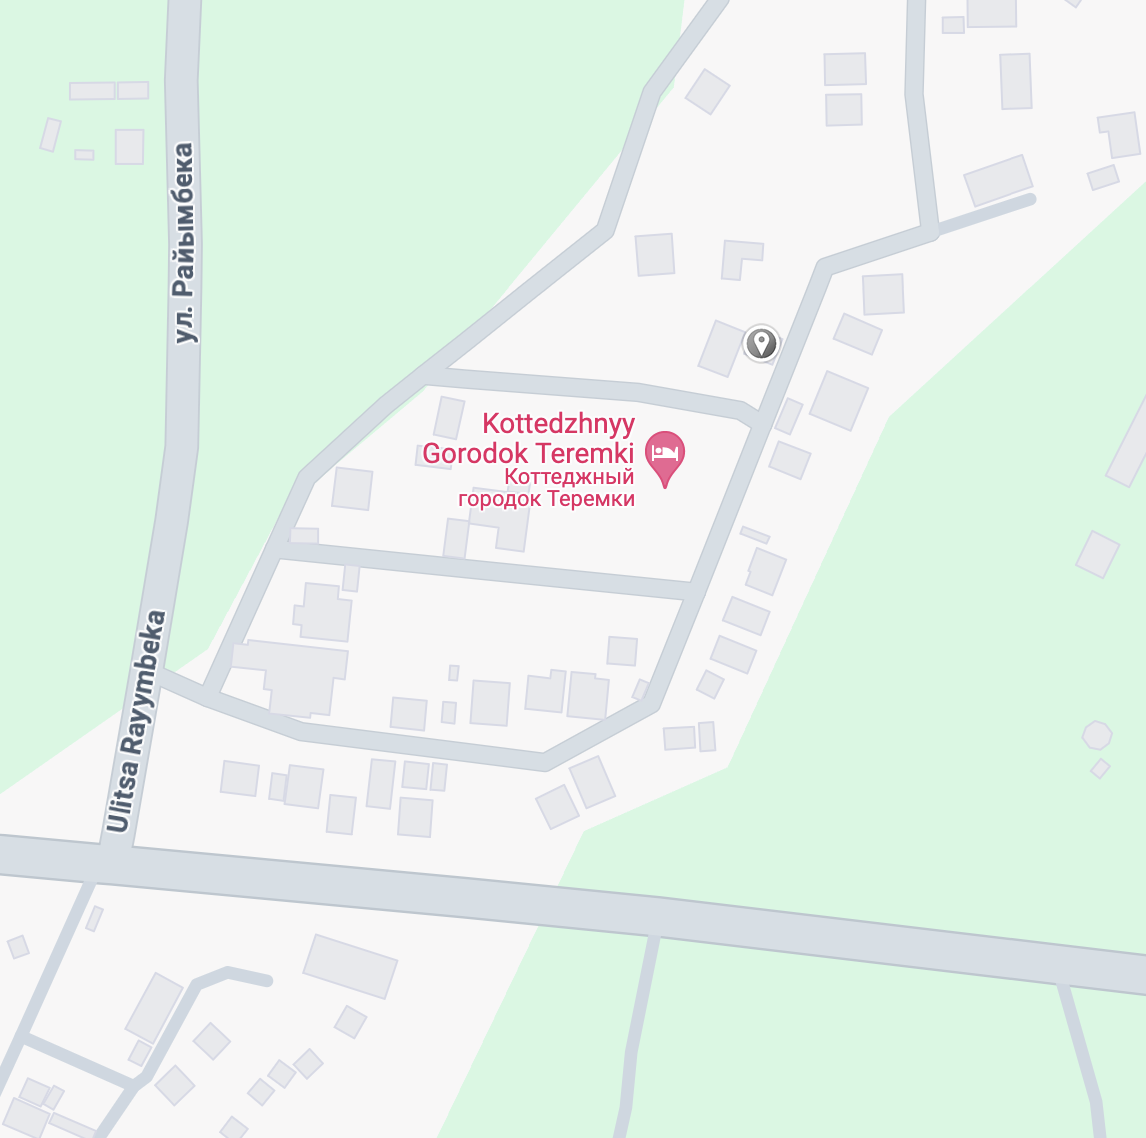 ул. Райымбека
Kottedzhnyy
Gorodok Teremki
Коттеджный
городок Теремки
Ulitsa Rayymbeka